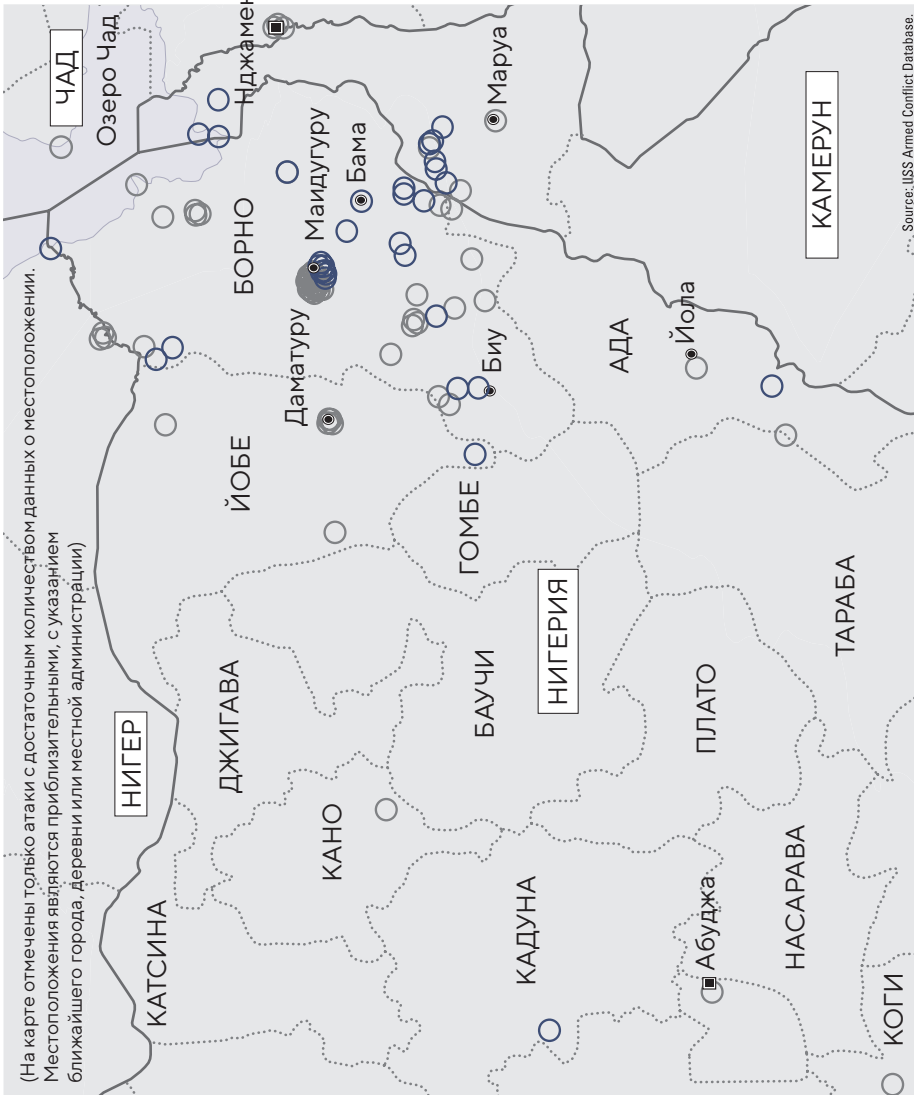 (На карте отмечены только атаки с достаточным количеством данных о местоположении.
Местоположения являются приблизительными, с указанием
ближайшего города, деревни или местной администрации)
НИГЕР
ЧАД
Озеро Чад
КАТСИНА
ДЖИГАВА
ЙОБЕ
БОРНО
Нджамен
КАНО
Даматуру
Маидугуру
Бама
БАУЧИ
ГОМБЕ
Биу
Маруа
КАДУНА
НИГЕРИЯ
АДА
Йола
Абуджа
ПЛАТО
КАМЕРУН
НАСАРАВА
ТАРАБА
КОГИ
Source: USS Armed Conflict Database.